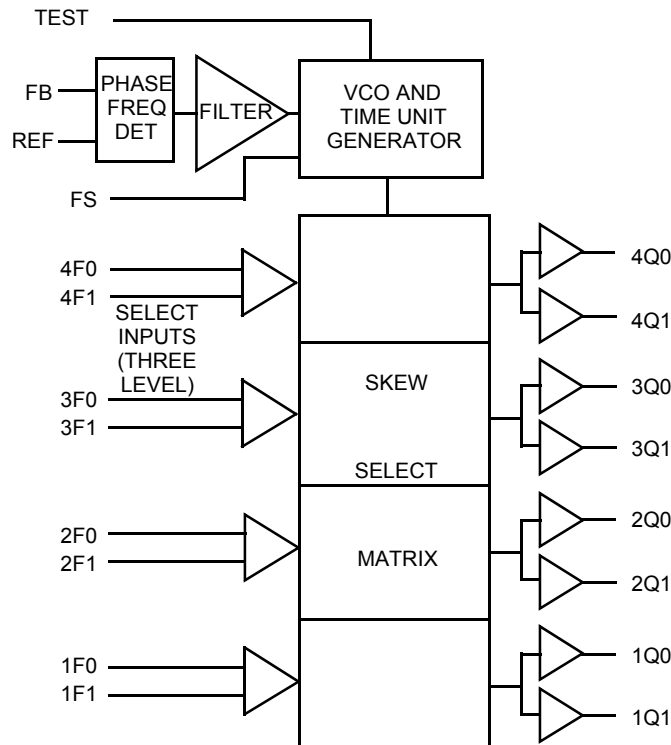 TEST
FB
REF
PHASE
FREQ
DET
FILTER
VCO AND
TIME UNIT
GENERATOR
FS
4F0
4F1
SELECT
INPUTS
(THREE
LEVEL)
3F0
3F1
2F0
2F1
1F0
1F1
SKEW
SELECT
MATRIX
4Q0
4Q1
3Q0
3Q1
2Q0
2Q1
1Q0
1Q1